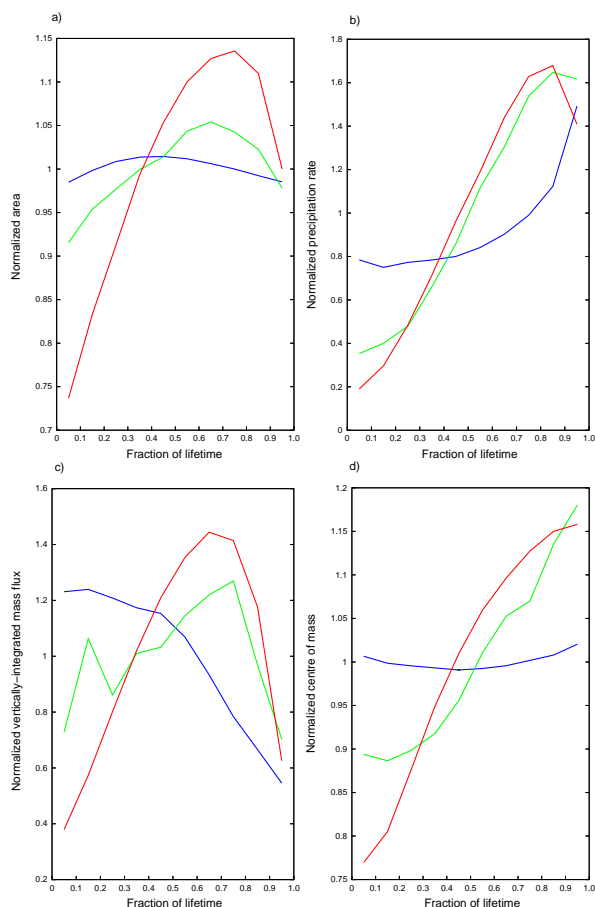 a)
1.15
1.1
1.05
1
0.95
0.9
0.85
0.8
0.75
0.7
Normalized area
0 0.1 0.2 0.3 0.4 0.5 0.6 0.7 0.8 0.9 1.0
Fraction of lifetime
b)
1.8
1.6
1.4
1.2
1
0.8
0.6
0.4
0.2
0
Normalized precipitation rate
0 0.1 0.2 0.3 0.4 0.5 0.6 0.7 0.8 0.9 1.0
Fraction of lifetime
c)
1.6
1.4
1.2
1
0.8
0.6
0.4
0.2
Normalized vertically−integrated mass flux
0 0.1 0.2 0.3 0.4 0.5 0.6 0.7 0.8 0.9 1.0
Fraction of lifetime
d)
1.2
1.15
1.1
1.05
1
0.95
0.9
0.85
0.8
0.75
Normalized centre of mass
0 0.1 0.2 0.3 0.4 0.5 0.6 0.7 0.8 0.9 1.0
Fraction of lifetime